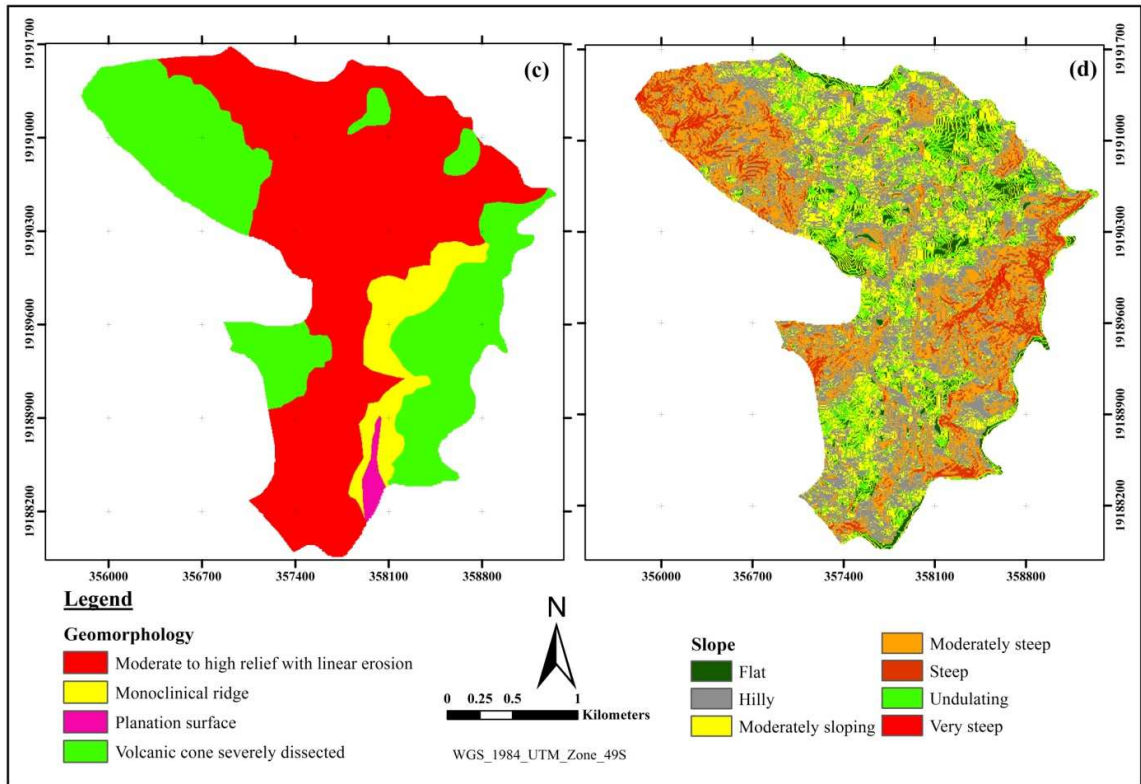 (c)
(d)
19191700
19191000
19190300
19189600
19188900
19188200
19191700
19191000
19190300
19189600
19188900
19188200
356000 356700 357400 358100 358800
356000 356700 357400 358100 358800
Legend
Geomorphology
Moderate to high relief with linear erosion
Monoclinical ridge
Planation surface
Volcanic cone severely dissected
N
0 0.25 0.5 1
Kilometers
WGS_1984_UTM_Zone_49S
Slope
Flat
Hilly
Moderately sloping
Moderately steep
Steep
Undulating
Very steep